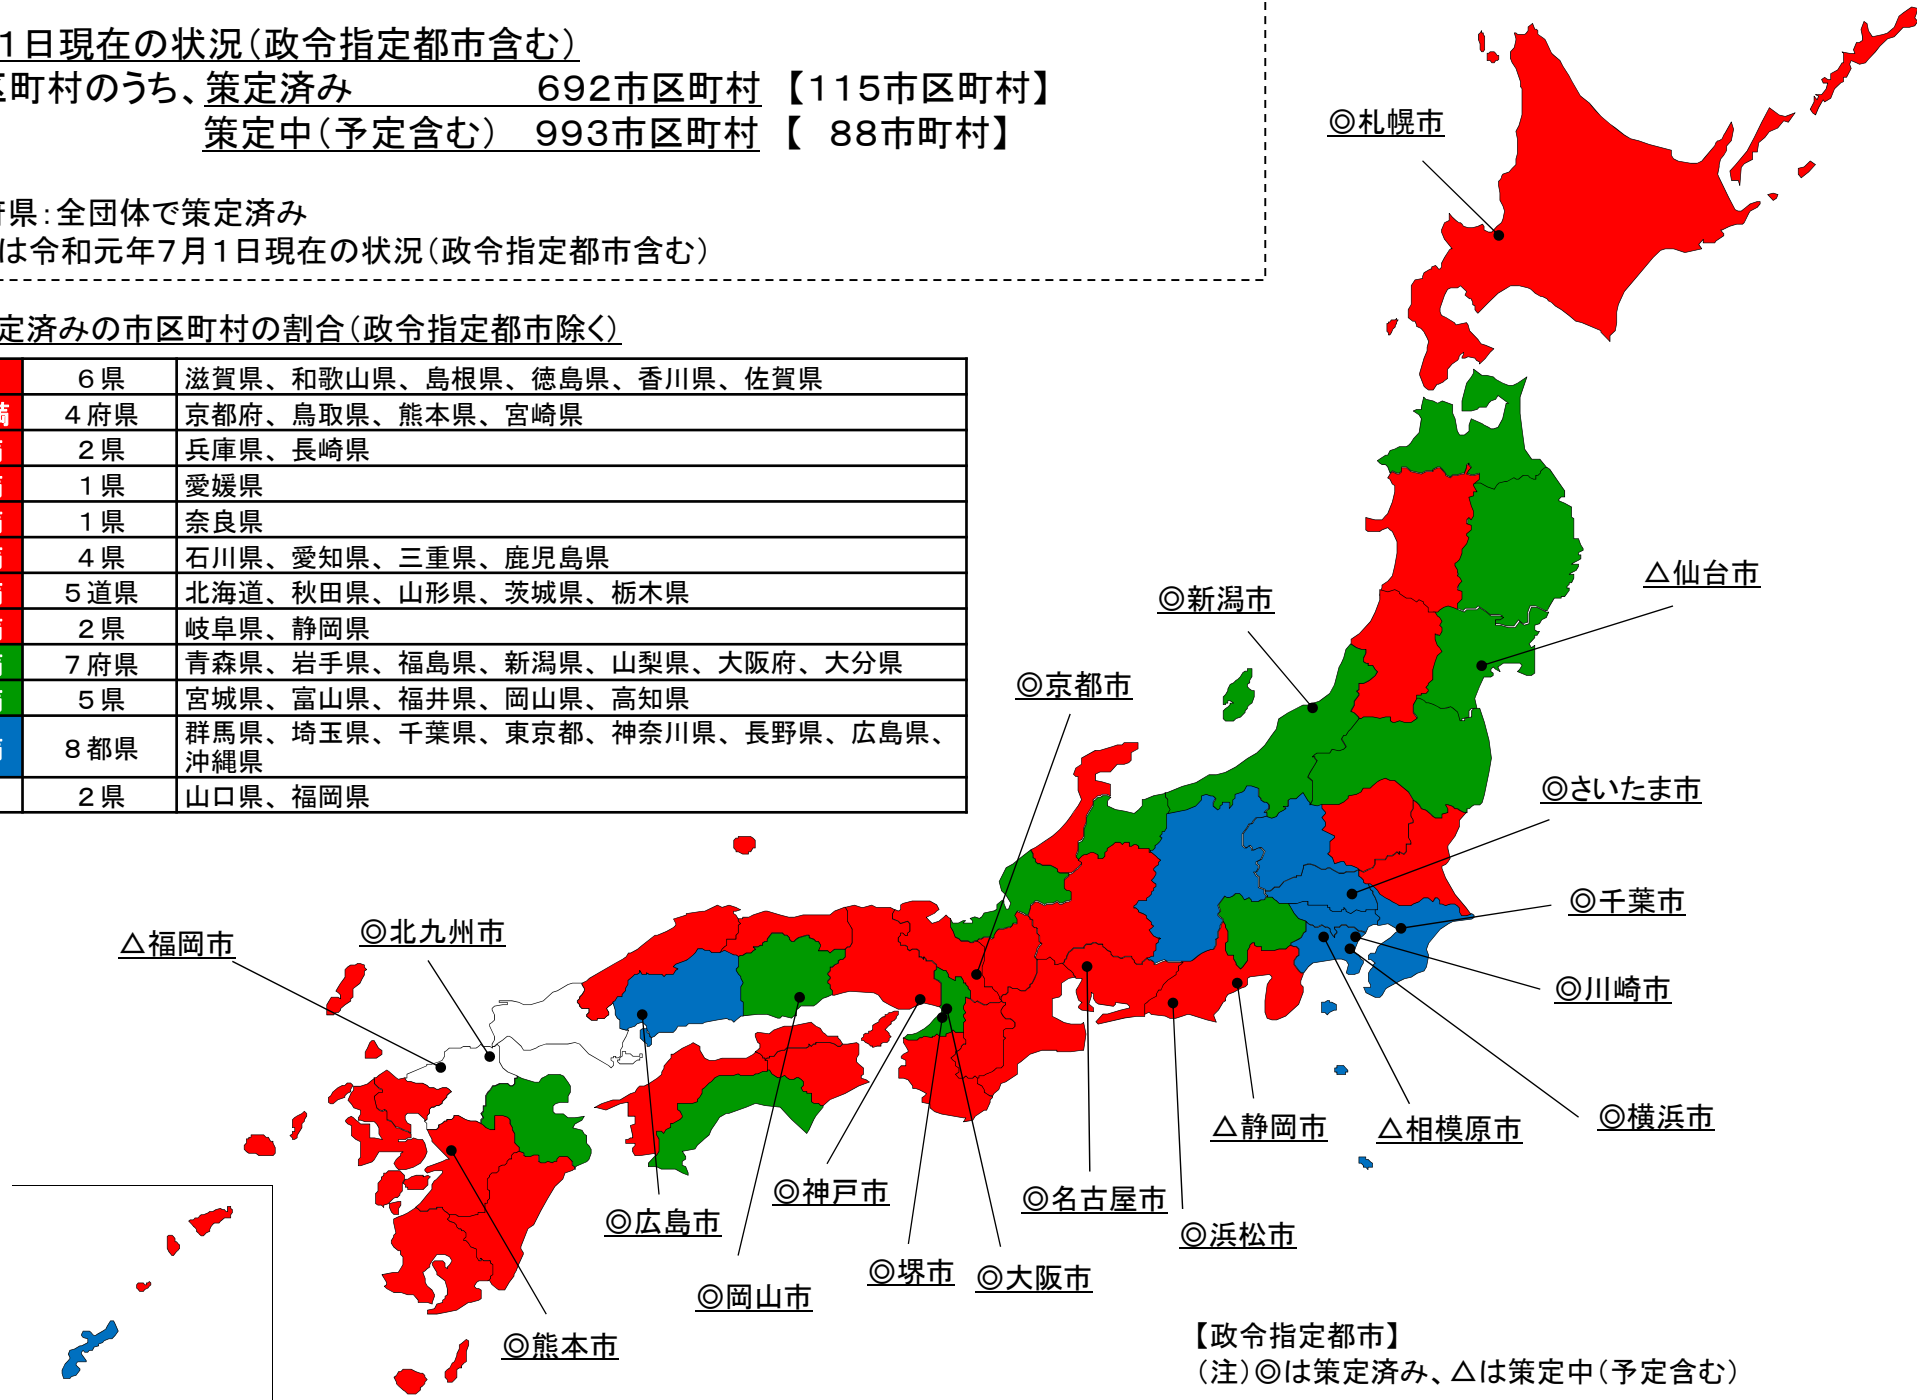 1日現在の状況(政令指定都市含む)
区町村のうち、策定済み 692市区町村 【115市区町村】
策定中(予定含む) 993市区町村 【 88市町村】
府県:全団体で策定済み
は令和元年7月1日現在の状況(政令指定都市含む)
定済みの市区町村の割合(政令指定都市除く)
6県 滋賀県、和歌山県、島根県、徳島県、香川県、佐賀県
満 4府県 京都府、鳥取県、熊本県、宮崎県
満 2県 兵庫県、長崎県
満 1県 愛媛県
満 1県 奈良県
満 4県 石川県、愛知県、三重県、鹿児島県
満 5道県 北海道、秋田県、山形県、茨城県、栃木県
満 2県 岐阜県、静岡県
満 7府県 青森県、岩手県、福島県、新潟県、山梨県、大阪府、大分県
満 5県 宮城県、富山県、福井県、岡山県、高知県
満 8都県 群馬県、埼玉県、千葉県、東京都、神奈川県、長野県、広島県、
沖縄県
2県 山口県、福岡県
◎札幌市
△仙台市
◎新潟市
◎京都市
◎さいたま市
◎千葉市
◎北九州市
△福岡市
◎川崎市
◎横浜市
△相模原市
△静岡市
◎神戸市
◎名古屋市
◎広島市
◎浜松市
◎堺市
◎大阪市
◎岡山市
◎熊本市
【政令指定都市】
(注)◎は策定済み、△は策定中(予定含む)